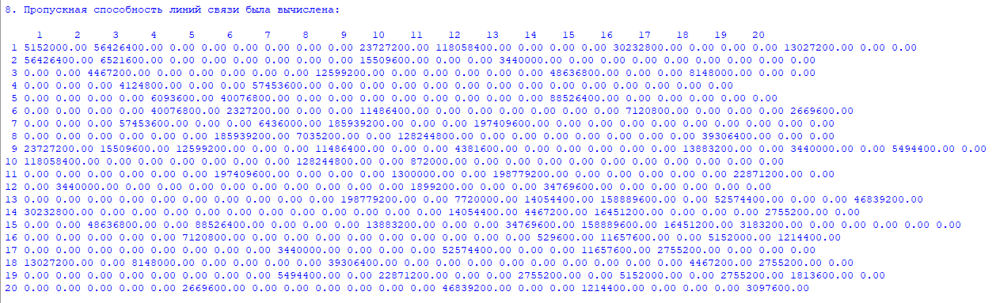 8. Пропускная способность линий связи была вычислена:
1 2 3 4 5 6 7 8 9 10 11 12 13 14 15 16 17 18 19 20
1 5152000.00 56426400.00 0.00 0.00 0.00 0.00 0.00 0.00 23727200.00 118058400.00 0.00 0.00 0.00 30232800.00 0.00 0.00 0.00 13027200.00 0.00 0.00
2 56426400.00 6521600.00 0.00 0.00 0.00 0.00 0.00 0.00 15509600.00 0.00 0.00 3440000.00 0.00 0.00 0.00 0.00 0.00 0.00 0.00 0.00
3 0.00 0.00 4467200.00 0.00 0.00 0.00 0.00 0.00 12599200.00 0.00 0.00 0.00 0.00 0.00 48636800.00 0.00 0.00 8148000.00 0.00 0.00
4 0.00 0.00 0.00 4124800.00 0.00 0.00 57453600.00 0.00 0.00 0.00 0.00 0.00 0.00 0.00 0.00 0.00 0.00 0.00 0.00 0.00
5 0.00 0.00 0.00 0.00 6093600.00 40076800.00 0.00 0.00 0.00 0.00 0.00 0.00 0.00 0.00 88526400.00 0.00 0.00 0.00 0.00 0.00
6 0.00 0.00 0.00 0.00 40076800.00 2327200.00 0.00 0.00 11486400.00 0.00 0.00 0.00 0.00 0.00 0.00 7120800.00 0.00 0.00 0.00 2669600.00
7 0.00 0.00 0.00 57453600.00 0.00 0.00 6436000.00 185939200.00 0.00 0.00 197409600.00 0.00 0.00 0.00 0.00 0.00 0.00 0.00 0.00 0.00
8 0.00 0.00 0.00 0.00 0.00 0.00 185939200.00 7035200.00 0.00 128244800.00 0.00 0.00 0.00 0.00 0.00 0.00 0.00 39306400.00 0.00 0.00
9 23727200.00 15509600.00 12599200.00 0.00 0.00 11486400.00 0.00 0.00 4381600.00 0.00 0.00 0.00 0.00 0.00 13883200.00 0.00 3440000.00 0.00 5494400.00 0.00
10 118058400.00 0.00 0.00 0.00 0.00 0.00 0.00 128244800.00 0.00 872000.00 0.00 0.00 0.00 0.00 0.00 0.00 0.00 0.00 0.00 0.00
11 0.00 0.00 0.00 0.00 0.00 0.00 197409600.00 0.00 0.00 0.00 1300000.00 0.00 198779200.00 0.00 0.00 0.00 0.00 0.00 22871200.00 0.00
12 0.00 3440000.00 0.00 0.00 0.00 0.00 0.00 0.00 0.00 0.00 0.00 1899200.00 0.00 0.00 34769600.00 0.00 0.00 0.00 0.00 0.00
13 0.00 0.00 0.00 0.00 0.00 0.00 0.00 0.00 0.00 0.00 198779200.00 0.00 7720000.00 14054400.00 158889600.00 0.00 52574400.00 0.00 0.00 46839200.00
14 30232800.00 0.00 0.00 0.00 0.00 0.00 0.00 0.00 0.00 0.00 0.00 0.00 14054400.00 4467200.00 16451200.00 0.00 0.00 0.00 2755200.00 0.00
15 0.00 0.00 48636800.00 0.00 88526400.00 0.00 0.00 0.00 13883200.00 0.00 0.00 34769600.00 158889600.00 16451200.00 3183200.00 0.00 0.00 0.00 0.00 0.00
16 0.00 0.00 0.00 0.00 0.00 7120800.00 0.00 0.00 0.00 0.00 0.00 0.00 0.00 0.00 0.00 529600.00 11657600.00 0.00 5152000.00 1214400.00
17 0.00 0.00 0.00 0.00 0.00 0.00 0.00 0.00 3440000.00 0.00 0.00 0.00 52574400.00 0.00 0.00 11657600.00 2755200.00 0.00 0.00 0.00
18 13027200.00 0.00 8148000.00 0.00 0.00 0.00 0.00 39306400.00 0.00 0.00 0.00 0.00 0.00 0.00 0.00 0.00 0.00 4467200.00 2755200.00 0.00
19 0.00 0.00 0.00 0.00 0.00 0.00 0.00 0.00 5494400.00 0.00 22871200.00 0.00 0.00 2755200.00 0.00 5152000.00 0.00 2755200.00 1813600.00 0.00
20 0.00 0.00 0.00 0.00 0.00 2669600.00 0.00 0.00 0.00 0.00 0.00 0.00 46839200.00 0.00 0.00 1214400.00 0.00 0.00 0.00 3097600.00